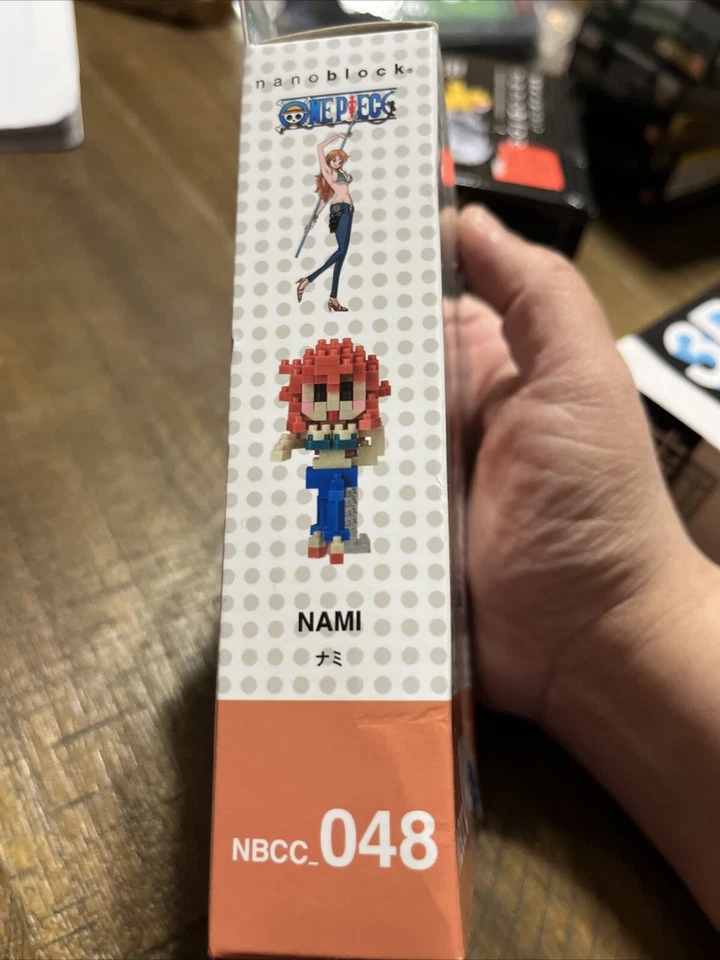 nanoblock®
ONE PIECE
NAMI
ナミ
NBCC_048